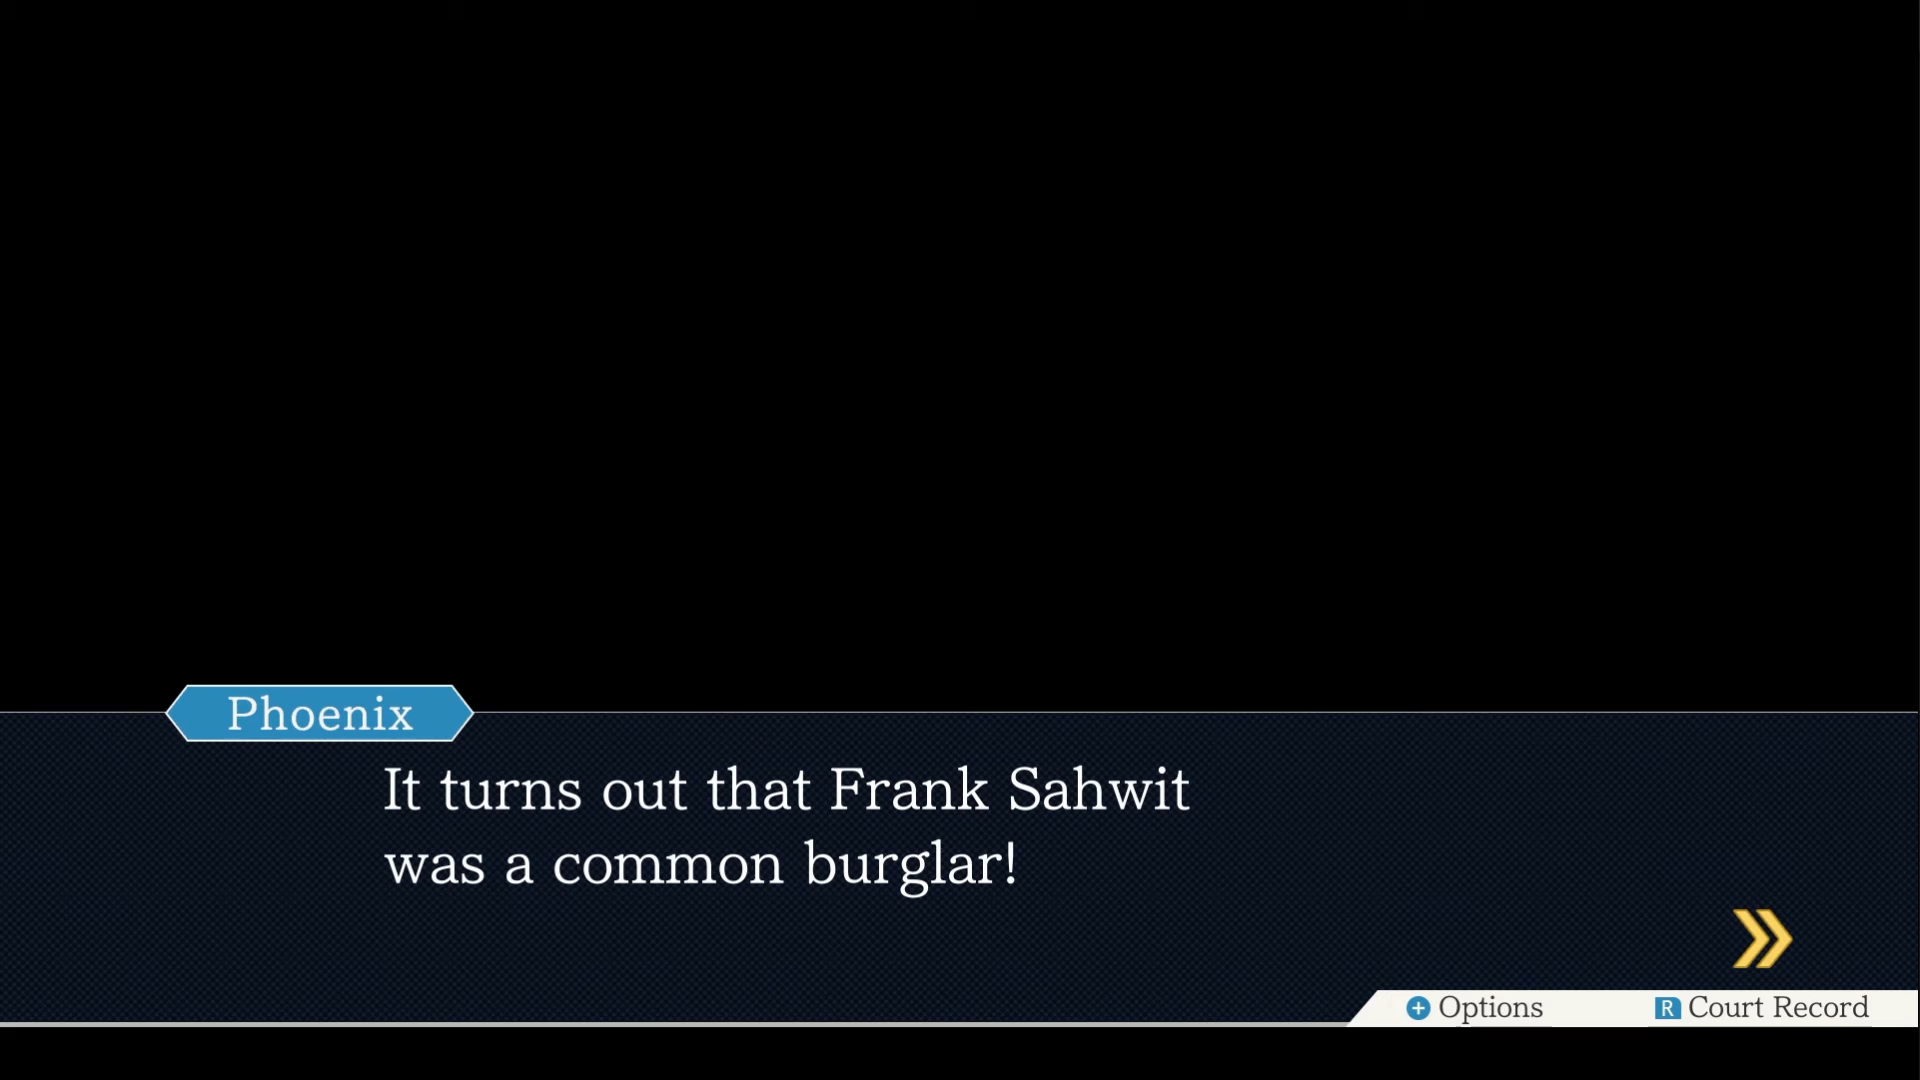 Phoenix
It turns out that Frank Sahwit
was a common burglar!
+ Options
R Court Record